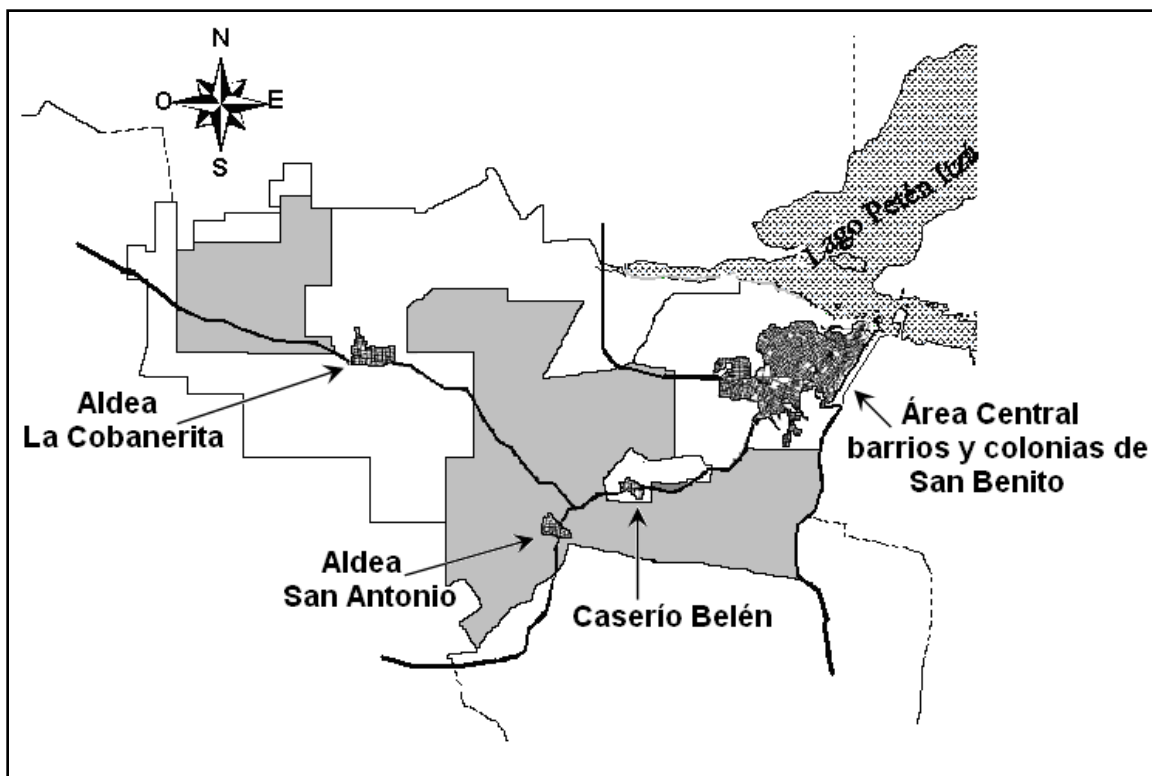 N
O
E
S
Lago Petén Itzá
Aldea
La Cobanerita
Área Central
barrios y colonias de
San Benito
Aldea
San Antonio
Caserío Belén